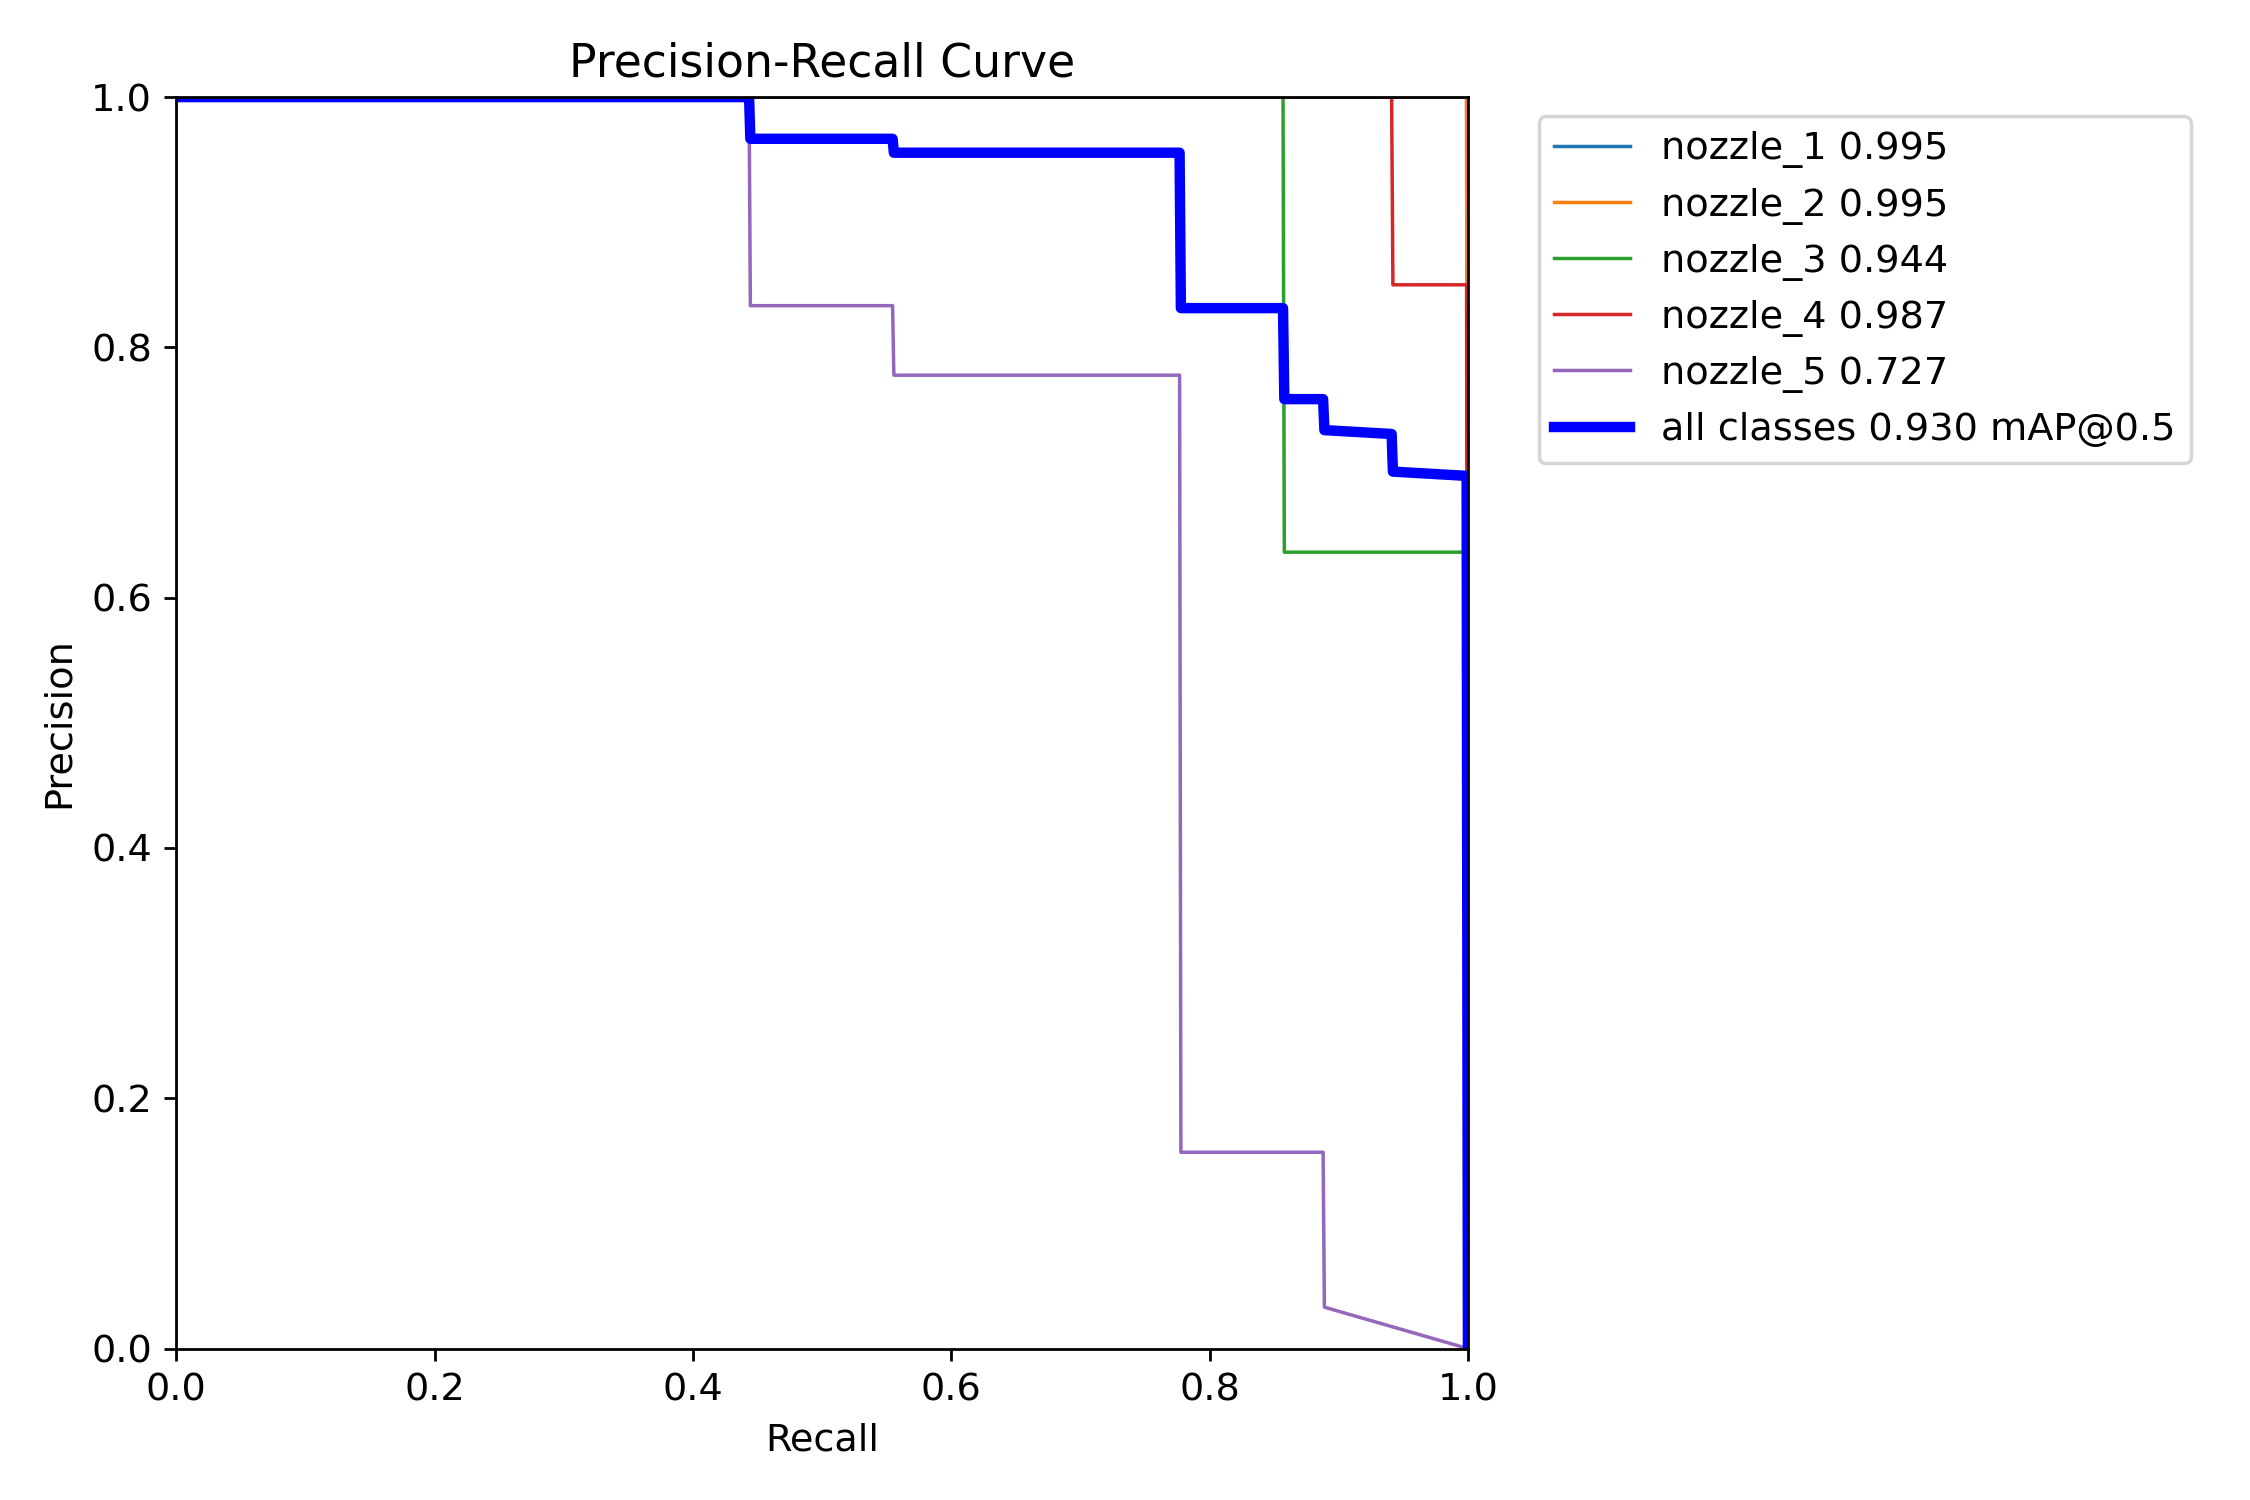 Precision-Recall Curve
1.0
0.8
0.6
0.4
0.2
0.0
Precision
0.0 0.2 0.4 0.6 0.8 1.0
Recall
nozzle_1 0.995
nozzle_2 0.995
nozzle_3 0.944
nozzle_4 0.987
nozzle_5 0.727
all classes 0.930 mAP@0.5